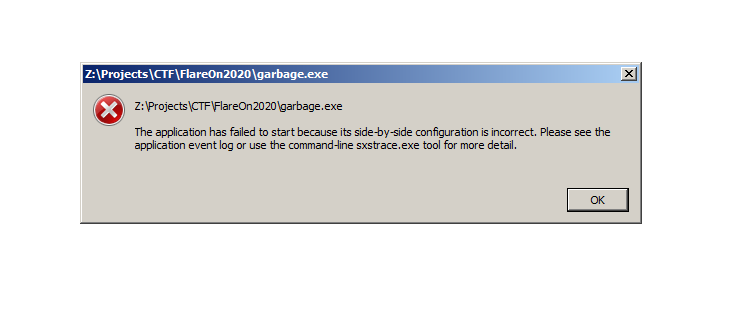 Z:\Projects\CTF\FlareOn2020\garbage.exe
Z:\Projects\CTF\FlareOn2020\garbage.exe
The application has failed to start because its side-by-side configuration is incorrect. Please see the
application event log or use the command-line sxstrace.exe tool for more detail.
OK